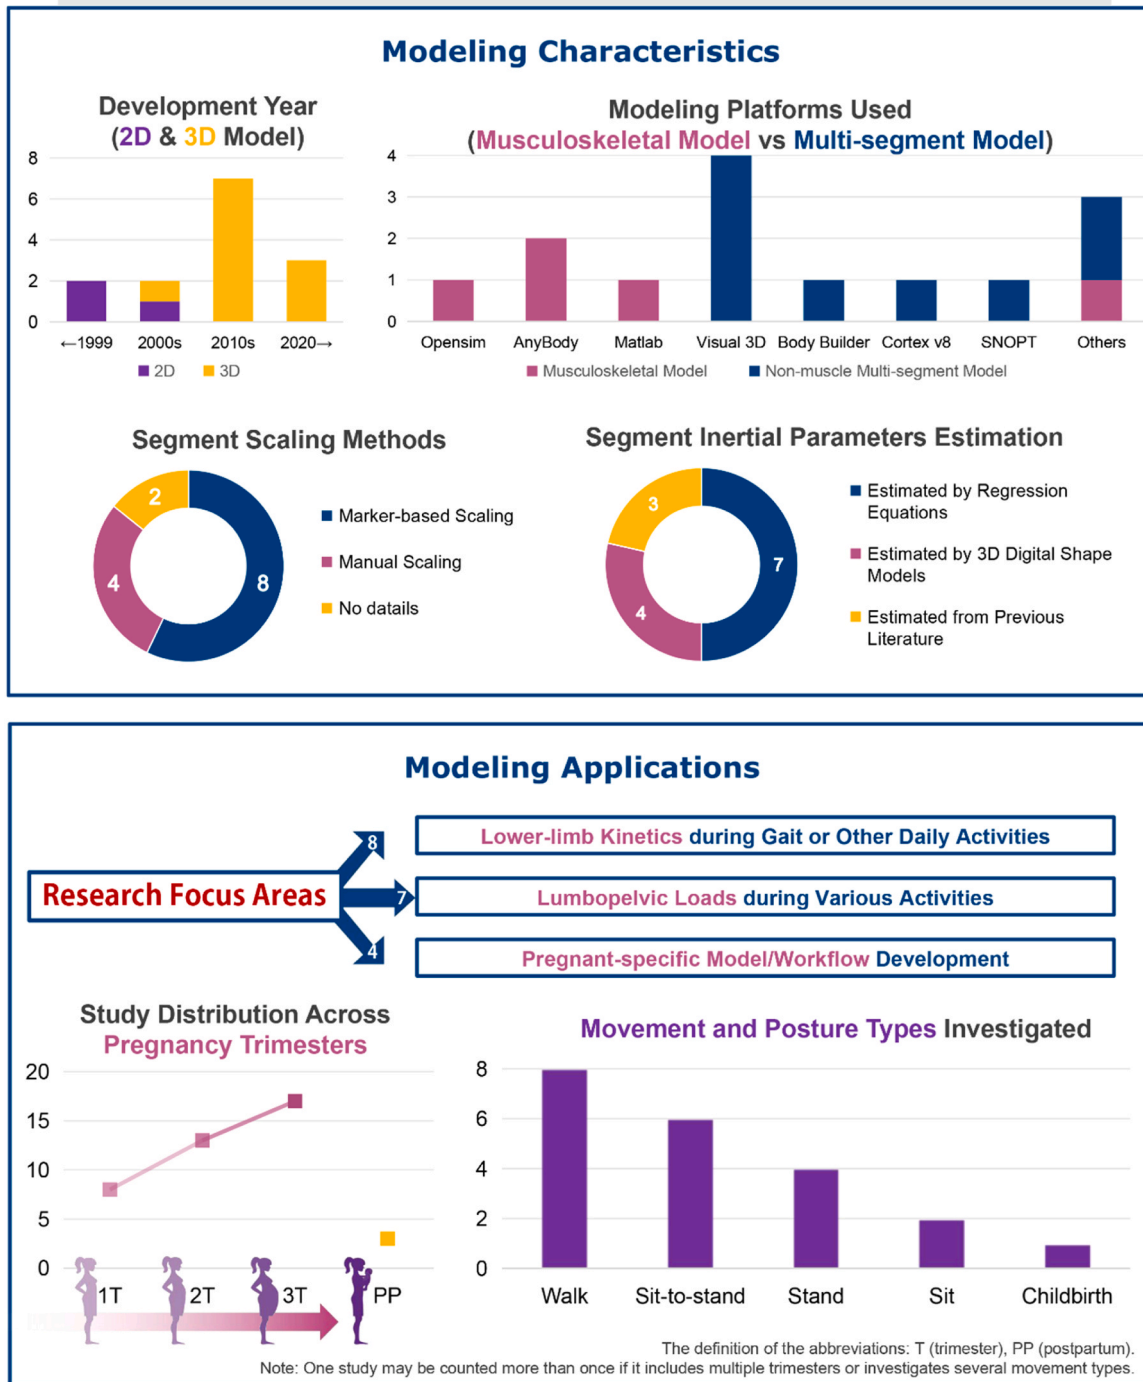 Modeling Characteristics
Development Year
(2D & 3D Model)
8
6
4
2
0
←1999
2000s
2010s
2020→
2D
3D
Modeling Platforms Used
(Musculoskeletal Model vs Multi-segment Model)
4
3
2
1
0
Opensim
AnyBody
Matlab
Visual 3D
Body Builder
Cortex v8
SNOPT
Others
Musculoskeletal Model
Non-muscle Multi-segment Model
Segment Scaling Methods
2
4
8
Marker-based Scaling
Manual Scaling
No datails
Segment Inertial Parameters Estimation
3
7
4
Estimated by Regression
Equations
Estimated by 3D Digital Shape
Models
Estimated from Previous
Literature
Modeling Applications
Research Focus Areas
8
Lower-limb Kinetics during Gait or Other Daily Activities
7
Lumbopelvic Loads during Various Activities
4
Pregnant-specific Model/Workflow Development
Study Distribution Across
Pregnancy Trimesters
20
15
10
5
0
1T
2T
3T
PP
Movement and Posture Types Investigated
8
6
4
2
0
Walk
Sit-to-stand
Stand
Sit
Childbirth
The definition of the abbreviations: T (trimester), PP (postpartum).
Note: One study may be counted more than once if it includes multiple trimesters or investigates several movement types.